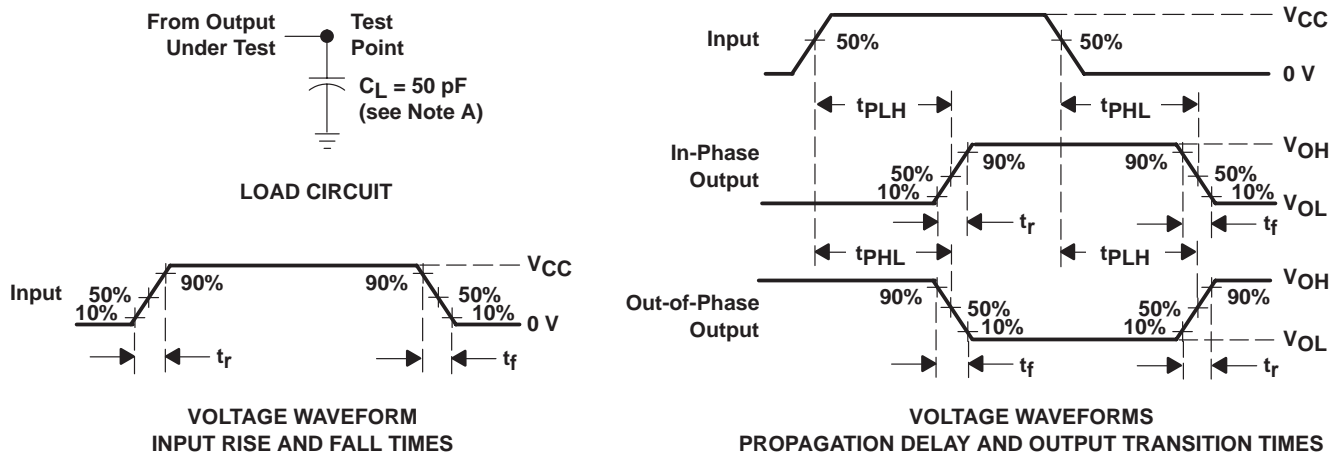 From Output
Under Test
Test
Point
CL = 50 pF
(see Note A)
LOAD CIRCUIT
Input
50%
10%
90%
90%
50%
10%
VCC
0 V
tr
tf
VOLTAGE WAVEFORM
INPUT RISE AND FALL TIMES
Input
50%
50%
VCC
0 V
tPLH
tPHL
In-Phase
Output
50%
10%
90%
90%
50%
10%
VOH
VOL
tr
tf
tPHL
tPLH
Out-of-Phase
Output
90%
50%
10%
50%
10%
90%
VOH
VOL
tf
tr
VOLTAGE WAVEFORMS
PROPAGATION DELAY AND OUTPUT TRANSITION TIMES